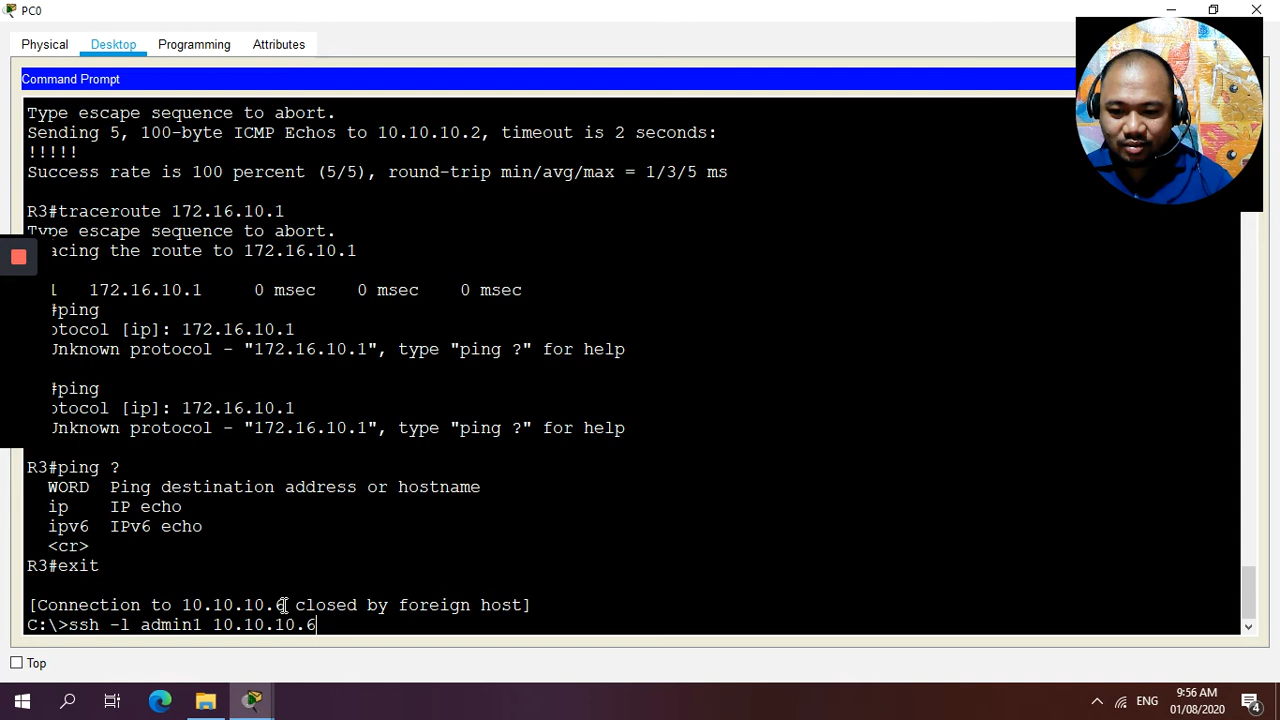 PC0
Physical Desktop Programming Attributes
Command Prompt
Type escape sequence to abort.
Sending 5, 100-byte ICMP Echos to 10.10.10.2, timeout is 2 seconds:
!!!!!
Success rate is 100 percent (5/5), round-trip min/avg/max = 1/3/5 ms
R3#traceroute 172.16.10.1
Type escape sequence to abort.
acing the route to 172.16.10.1
172.16.10.1 0 msec 0 msec 0 msec
#ping
otocol [ip]: 172.16.10.1
Unknown protocol - "172.16.10.1", type "ping ?" for help
#ping
otocol [ip]: 172.16.10.1
Unknown protocol - "172.16.10.1", type "ping ?" for help
R3#ping ?
WORD Ping destination address or hostname
ip IP echo
ipv6 IPv6 echo
<cr>
R3#exit
[Connection to 10.10.10.6 closed by foreign host]
C:\>ssh -l admin1 10.10.10.6
Top
ENG
9:56 AM
01/08/2020
4